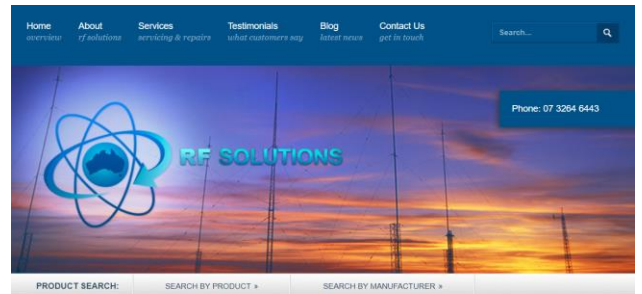 Home About Services Testimonials Blog Contact Us
overview rf solutions servicing & repairs what customers say latest news get in touch
Search...
Phone: 07 3264 6443
RF SOLUTIONS
PRODUCT SEARCH: SEARCH BY PRODUCT » SEARCH BY MANUFACTURER »